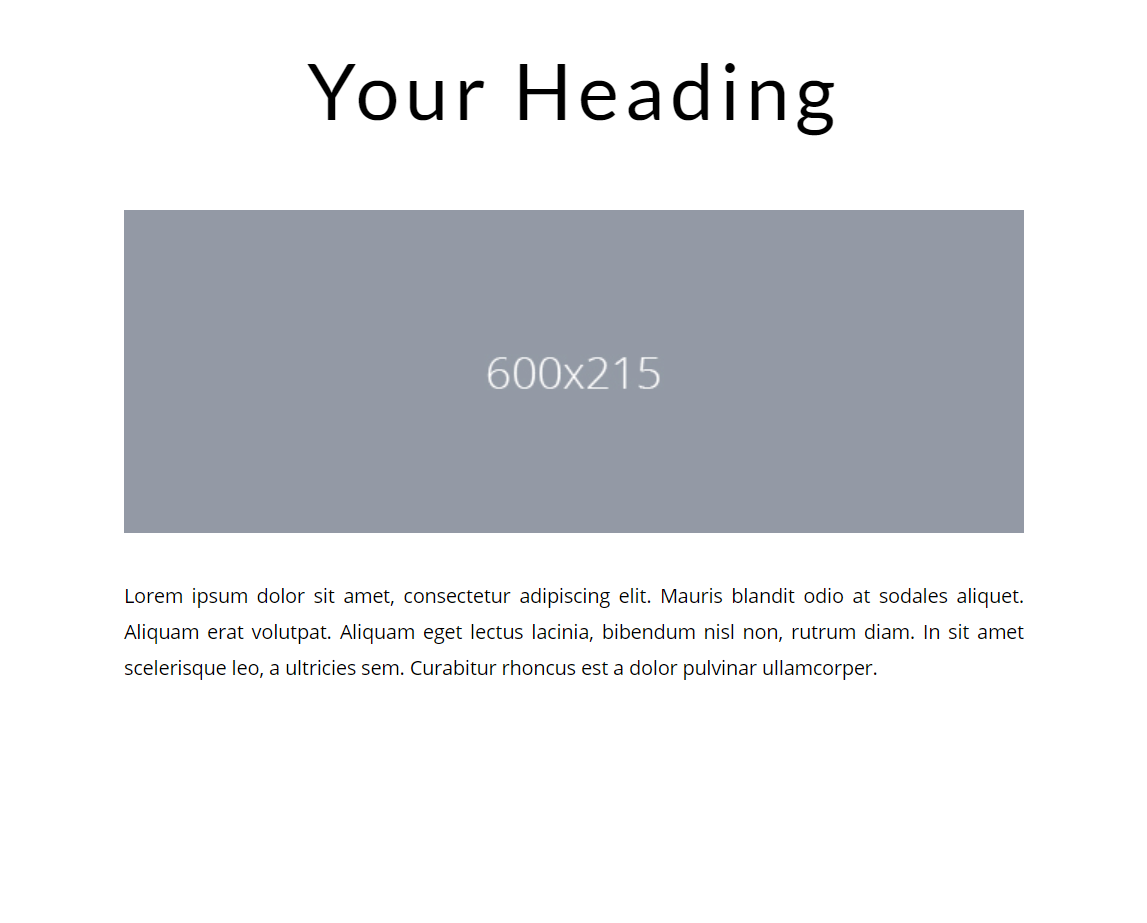 Your Heading
600x215
Lorem ipsum dolor sit amet, consectetur adipiscing elit. Mauris blandit odio at sodales aliquet.
Aliquam erat volutpat. Aliquam eget lectus lacinia, bibendum nisl non, rutrum diam. In sit amet
scelerisque leo, a ultricies sem. Curabitur rhoncus est a dolor pulvinar ullamcorper.